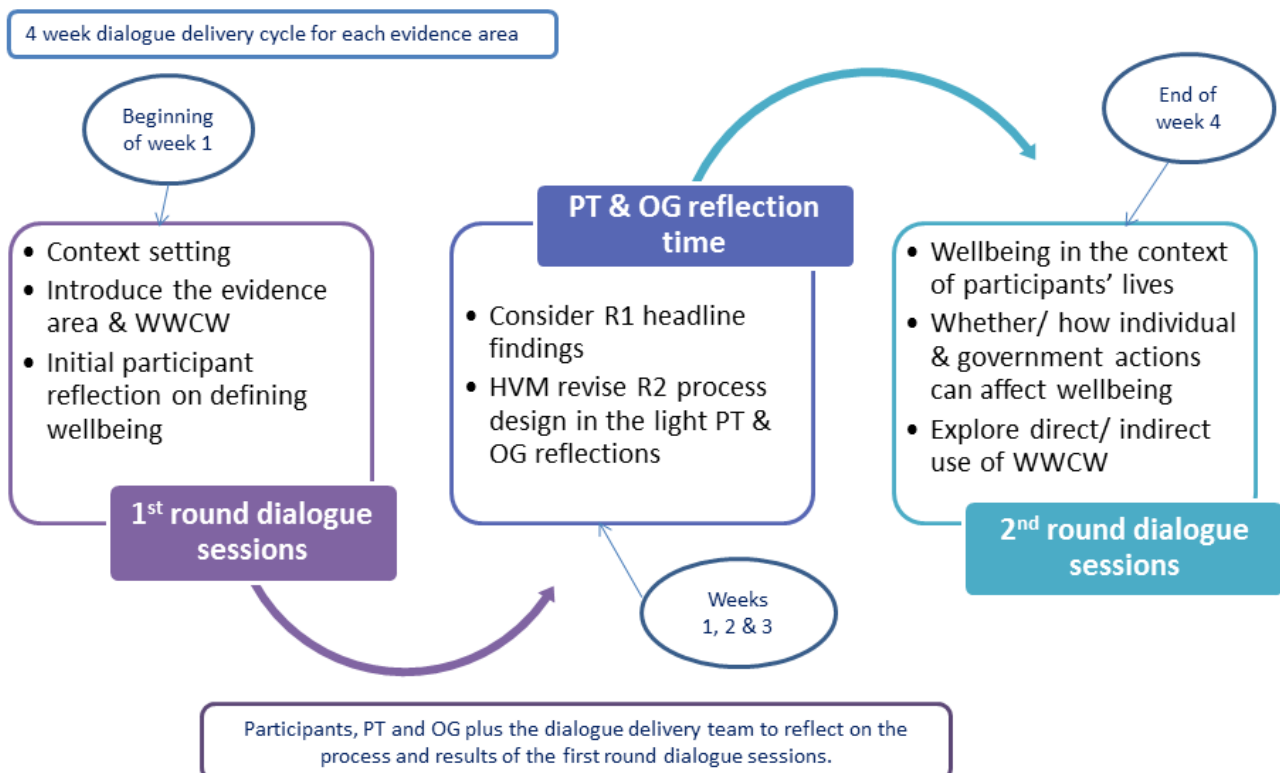 4 week dialogue delivery cycle for each evidence area
Beginning
of week 1
• Context setting
• Introduce the evidence
area & WWCW
• Initial participant
reflection on defining
wellbeing
1st round dialogue
sessions
PT & OG reflection
time
• Consider R1 headline
findings
• HVM revise R2 process
design in the light PT &
OG reflections
Weeks
1, 2 & 3
End of
week 4
• Wellbeing in the context
of participants’ lives
• Whether/ how individual
& government actions
can affect wellbeing
• Explore direct/ indirect
use of WWCW
2nd round dialogue
sessions
Participants, PT and OG plus the dialogue delivery team to reflect on the
process and results of the first round dialogue sessions.